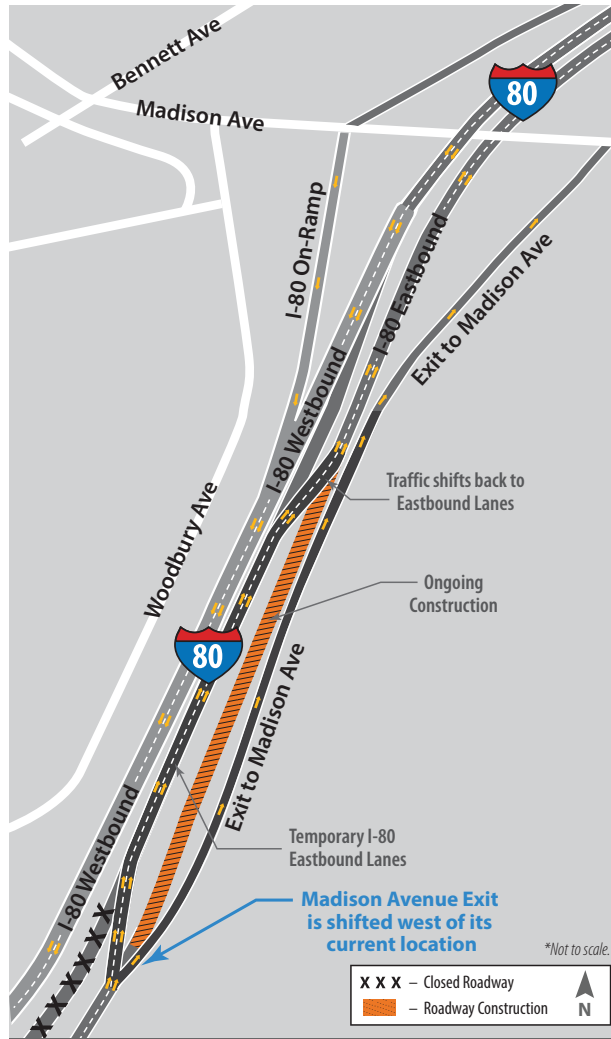 Bennett Ave
80
Madison Ave
I-80 On-Ramp
I-80 Eastbound
Exit to Madison Ave
I-80 Westbound
Traffic shifts back to
Eastbound Lanes
Woodbury Ave
Ongoing
Construction
80
Exit to Madison Ave
Temporary I-80
Eastbound Lanes
I-80 Westbound
Madison Avenue Exit
is shifted west of its
current location
*Not to scale.
X X X X X X
X X X – Closed Roadway
– Roadway Construction
N